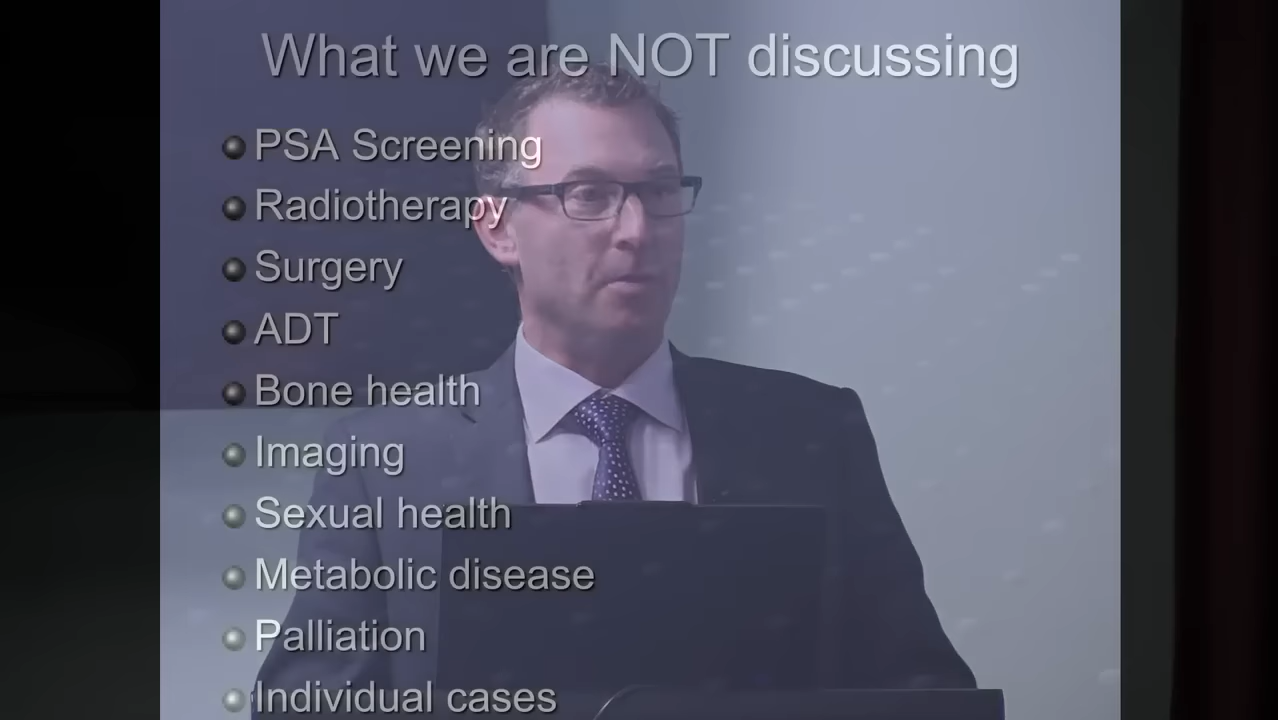 What we are NOT discussing
PSA Screening
Radiotherapy
Surgery
ADT
Bone health
Imaging
Sexual health
Metabolic disease
Palliation
Individual cases